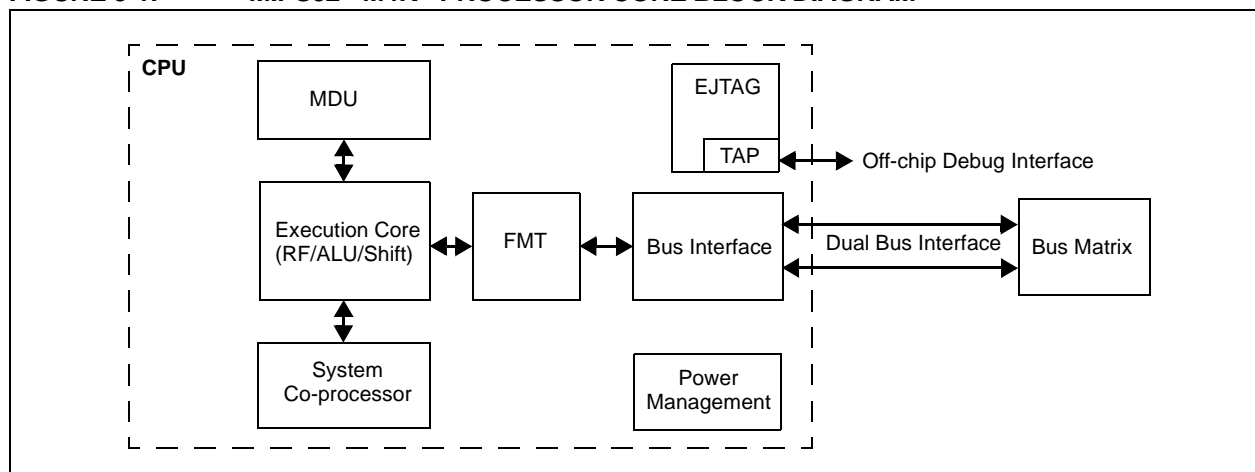 CPU
MDU
EJTAG
TAP
Off-chip Debug Interface
Execution Core
(RF/ALU/Shift)
FMT
Bus Interface
Dual Bus Interface
Bus Matrix
System
Co-processor
Power
Management